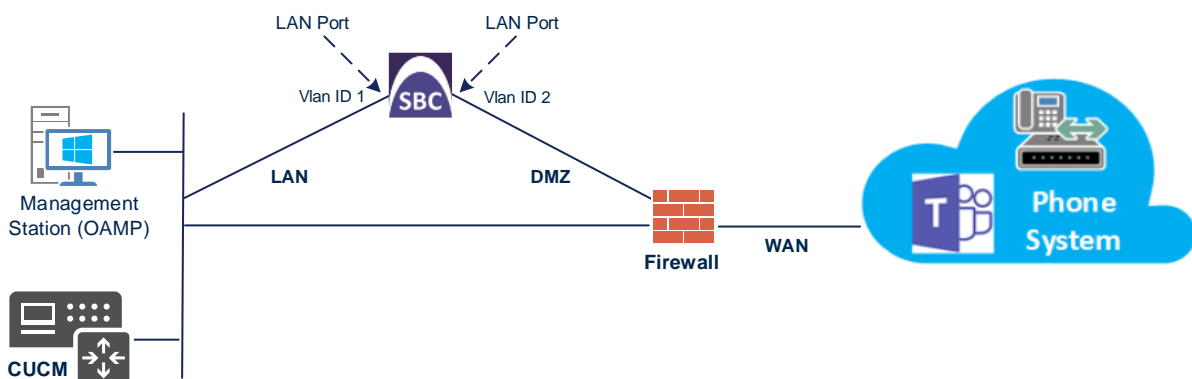 LAN Port
LAN Port
SBC
Vlan ID 1
Vlan ID 2
LAN
DMZ
Management
Station (OAMP)
Firewall
WAN
T
Phone
System
CUCM